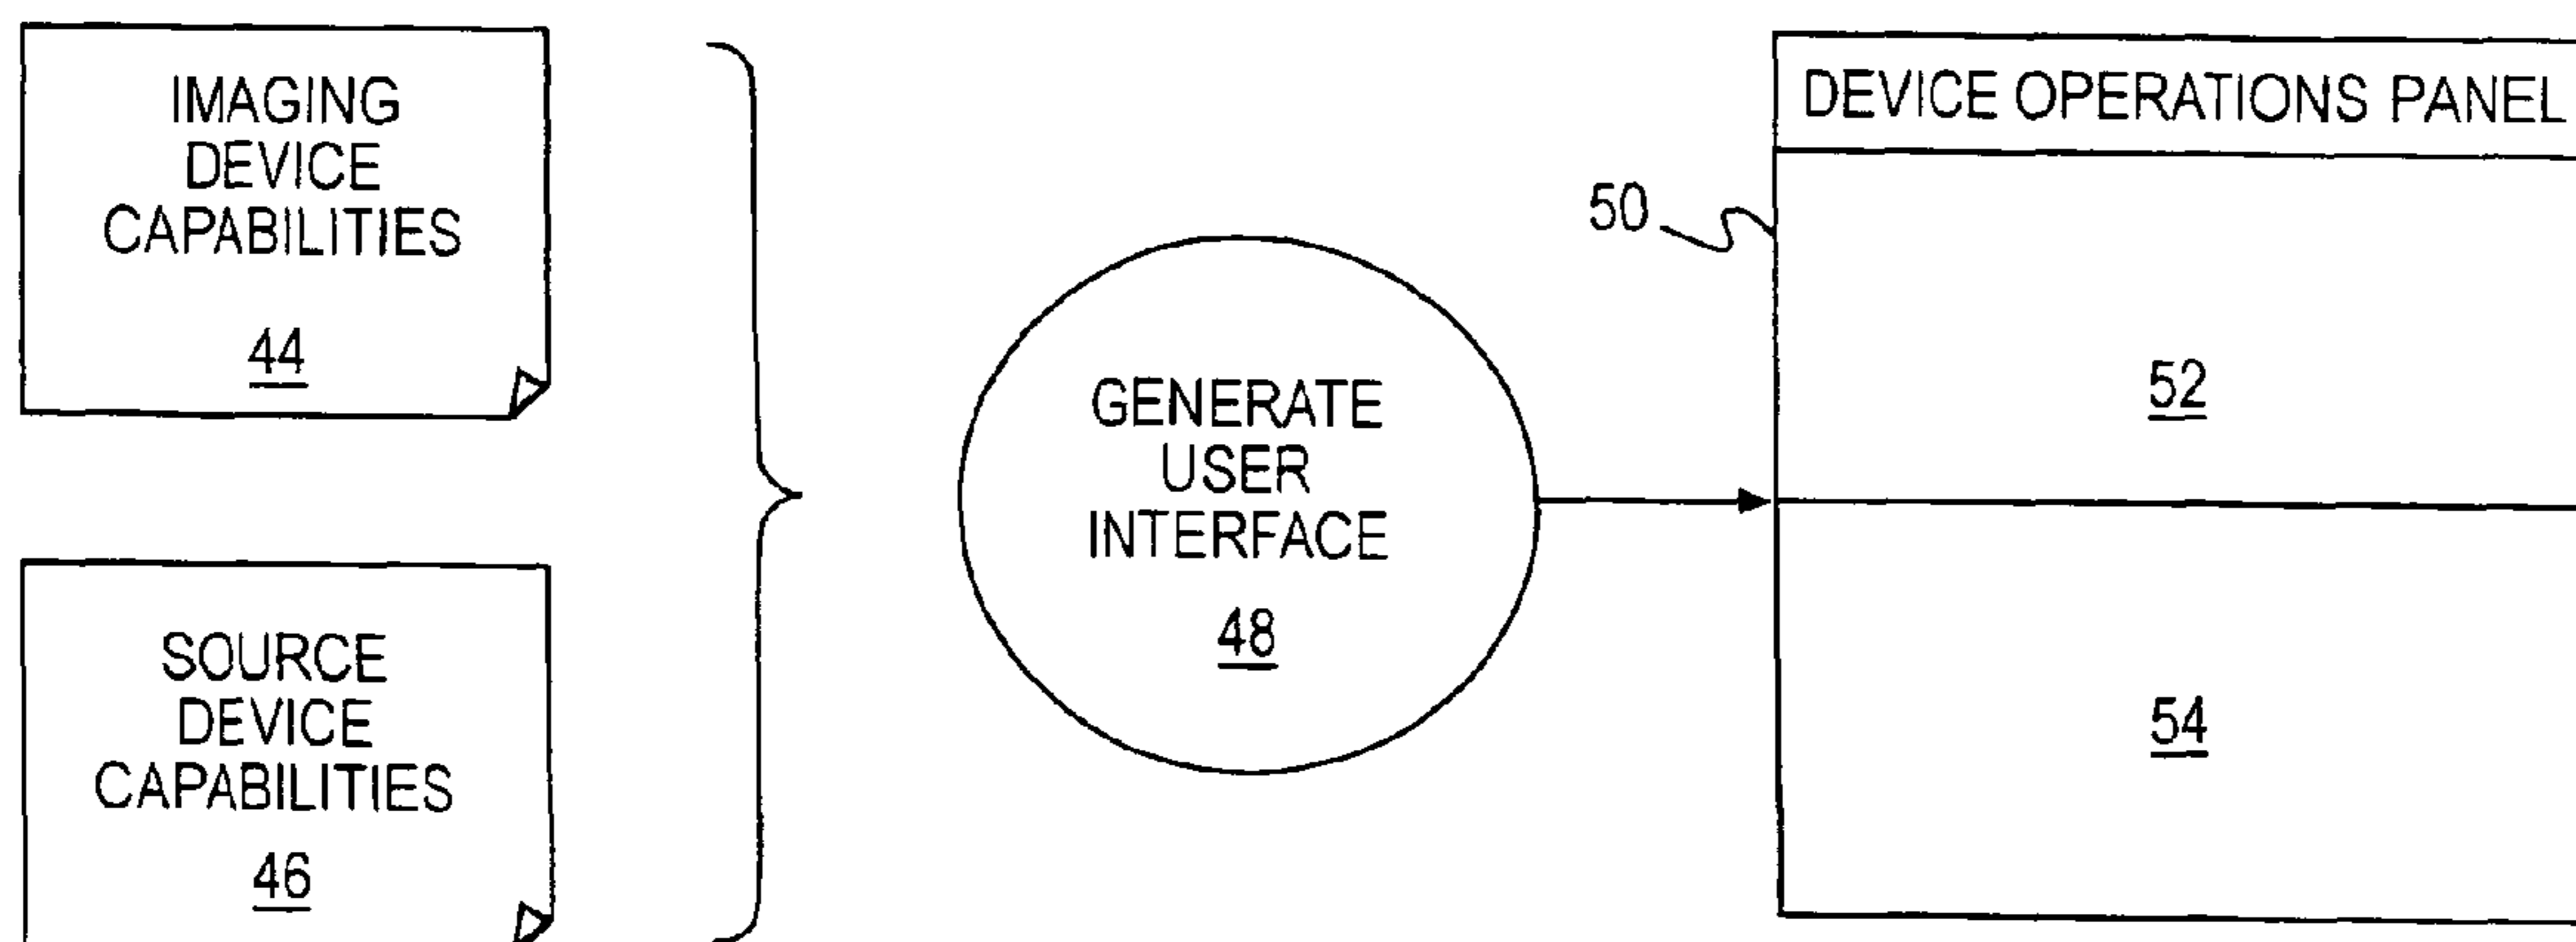 IMAGING
DEVICE
CAPABILITIES
44
SOURCE
DEVICE
CAPABILITIES
46
GENERATE
USER
INTERFACE
48
50
DEVICE OPERATIONS PANEL
52
54